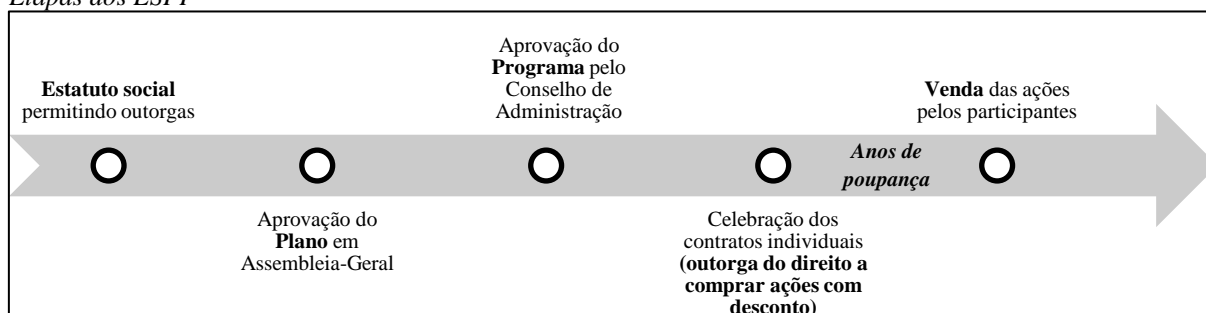 Etapas dos ESPP
Estatuto social
permitindo outorgas
Aprovação do
Plano em
Assembleia-Geral
Aprovação do
Programa pelo
Conselho de
Administração
Celebração dos
contratos individuais
(outorga do direito a
comprar ações com
desconto)
Anos de
poupança
Venda das ações
pelos participantes